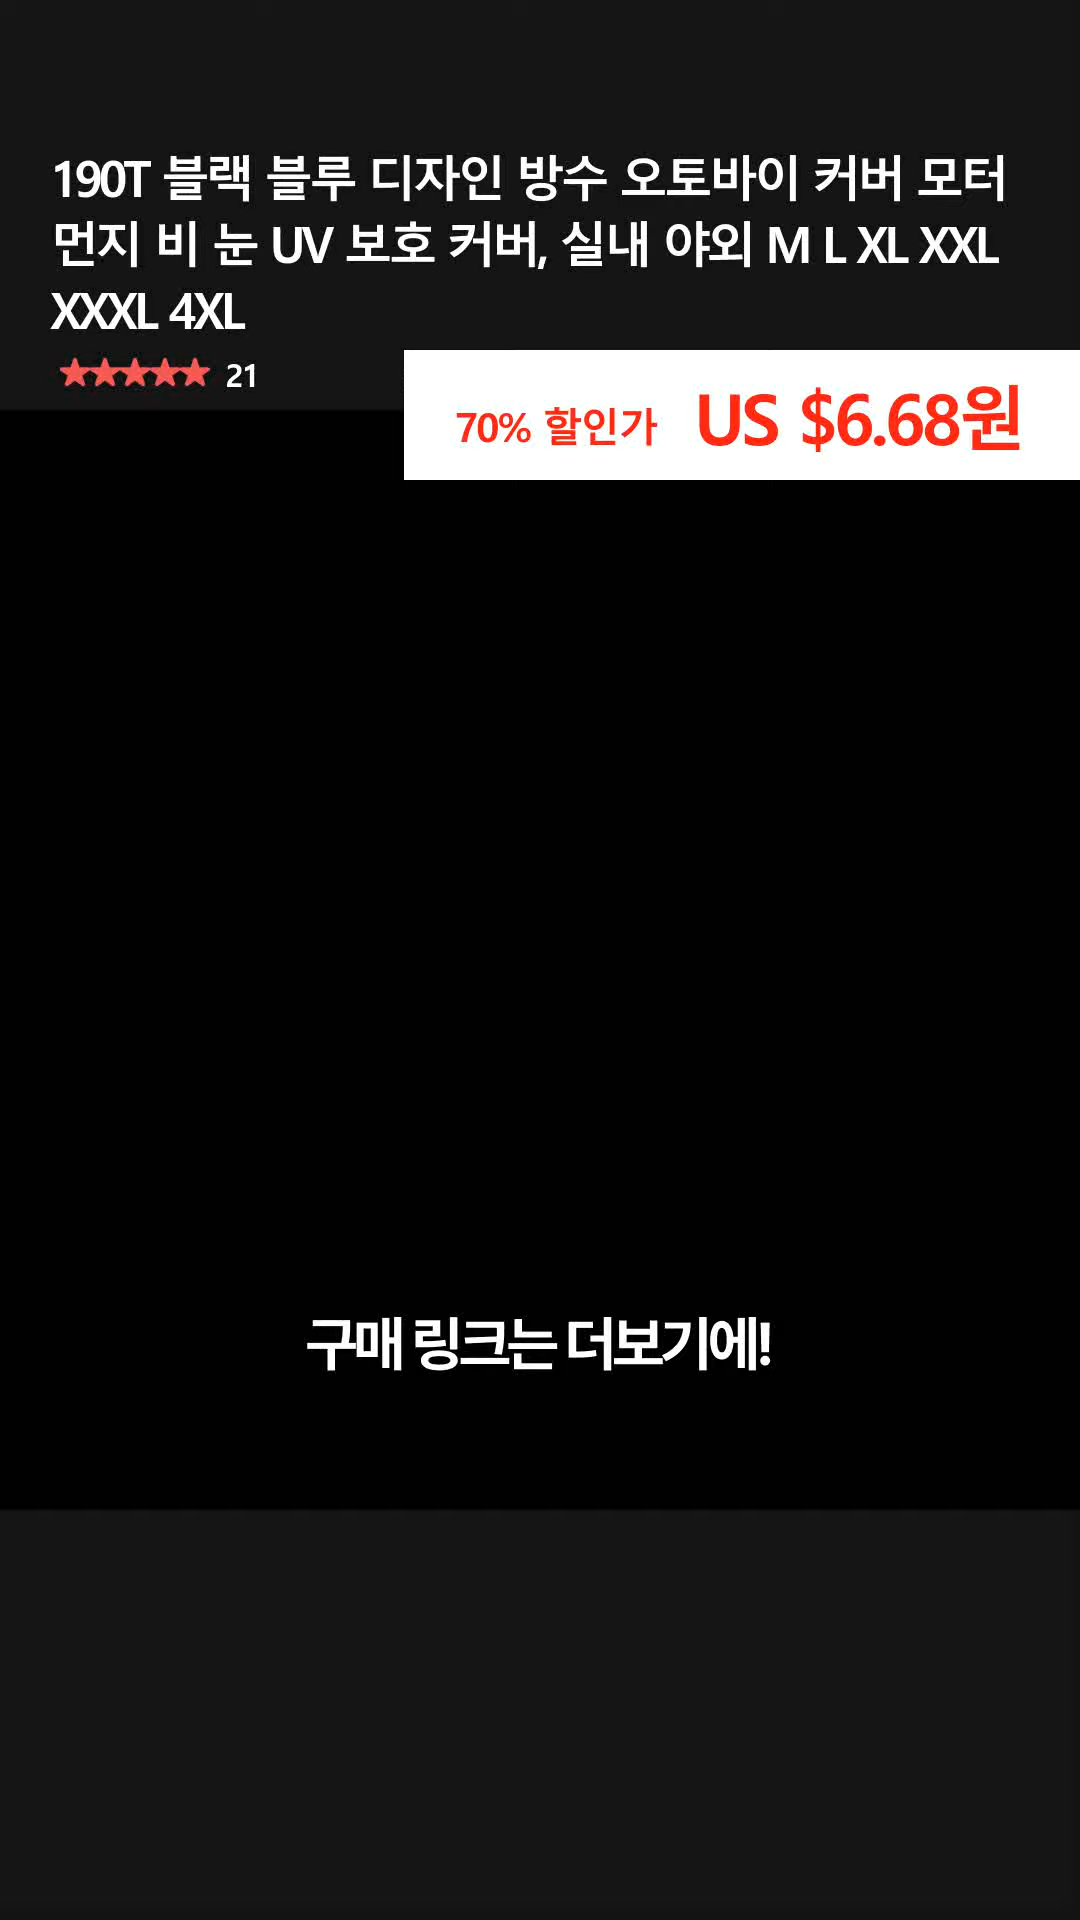 190T 블랙 블루 디자인 방수 오토바이 커버 모터
먼지 비 눈 UV 보호 커버, 실내 야외 M L XL XXL
XXXL 4XL
★★★★★ 21
70% 할인가 US $6.68원
구매 링크는 더보기에!